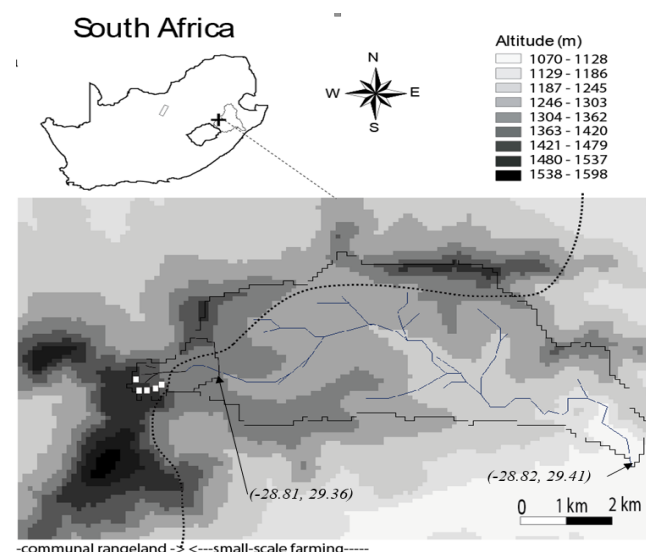 South Africa
N
W
E
S
Altitude (m)
1070 - 1128
1129 - 1186
1187 - 1245
1246 - 1303
1304 - 1362
1363 - 1420
1421 - 1479
1480 - 1537
1538 - 1598
(-28.81, 29.36)
(-28.82, 29.41)
0 1 km 2 km
-communal rangeland -> <---small-scale farming-----